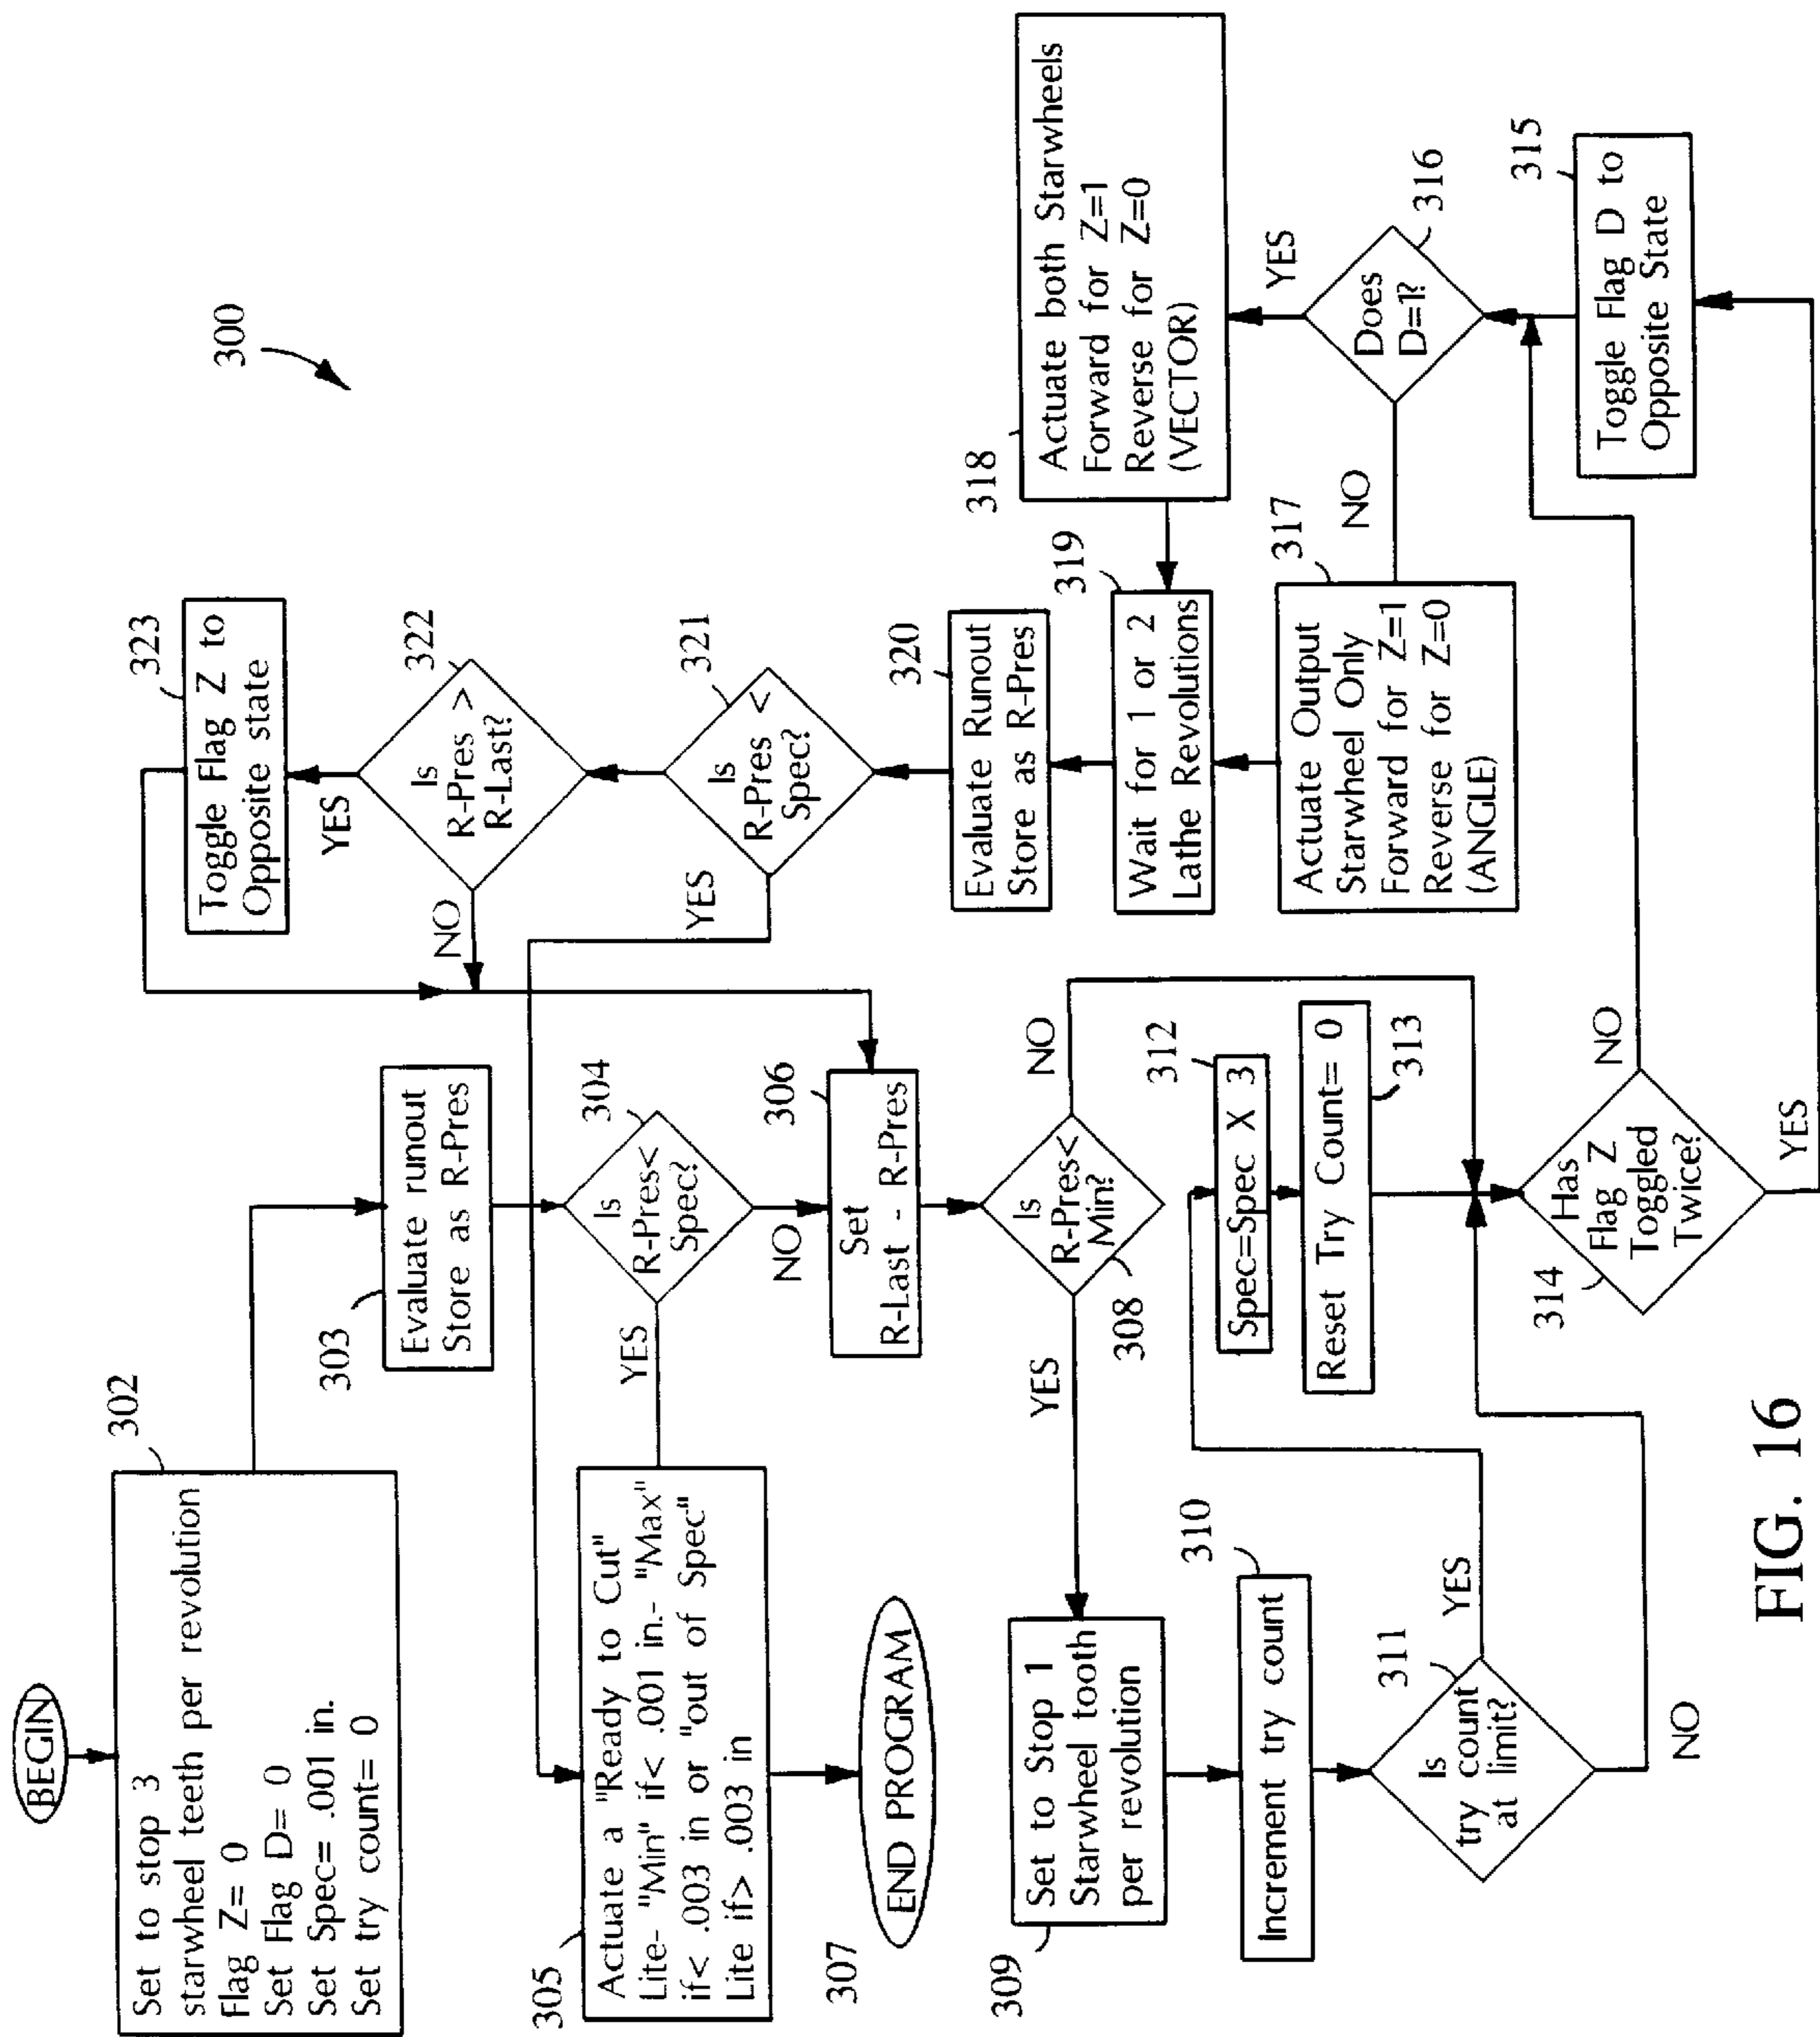 300
BEGIN
302
Set to stop 3
starwheel teeth per revolution
Flag Z= 0
Set Flag D= 0
Set Spec= .001 in.
Set try count= 0
303
Evaluate runout
Store as R-Pres
304
Is
R-Pres<
Spec?
YES
NO
305
Actuate a "Ready to Cut"
Lite- "Min" if< .001 in.- "Max"
if< .003 in or "out of Spec"
Lite if> .003 in
306
Set
R-Last - R-Pres
307
END PROGRAM
308
Is
R-Pres<
Min?
YES
NO
309
Set to Stop 1
Starwheel tooth
per revolution
310
Increment try count
311
Is
try count
at limit?
YES
NO
312
Spec=Spec X 3
313
Reset Try Count= 0
314
Has
Flag Z
Toggled
Twice?
YES
NO
315
Toggle Flag D to
Opposite State
316
Does
D=1?
YES
NO
317
Actuate Output
Starwheel Only
Forward for Z=1
Reverse for Z=0
(ANGLE)
318
Actuate both Starwheels
Forward for Z=1
Reverse for Z=0
(VECTOR)
319
Wait for 1 or 2
Lathe Revolutions
320
Evaluate Runout
Store as R-Pres
321
Is
R-Pres <
Spec?
YES
322
Is
R-Pres >
R-Last?
YES
NO
323
Toggle Flag Z to
Opposite state
FIG. 16